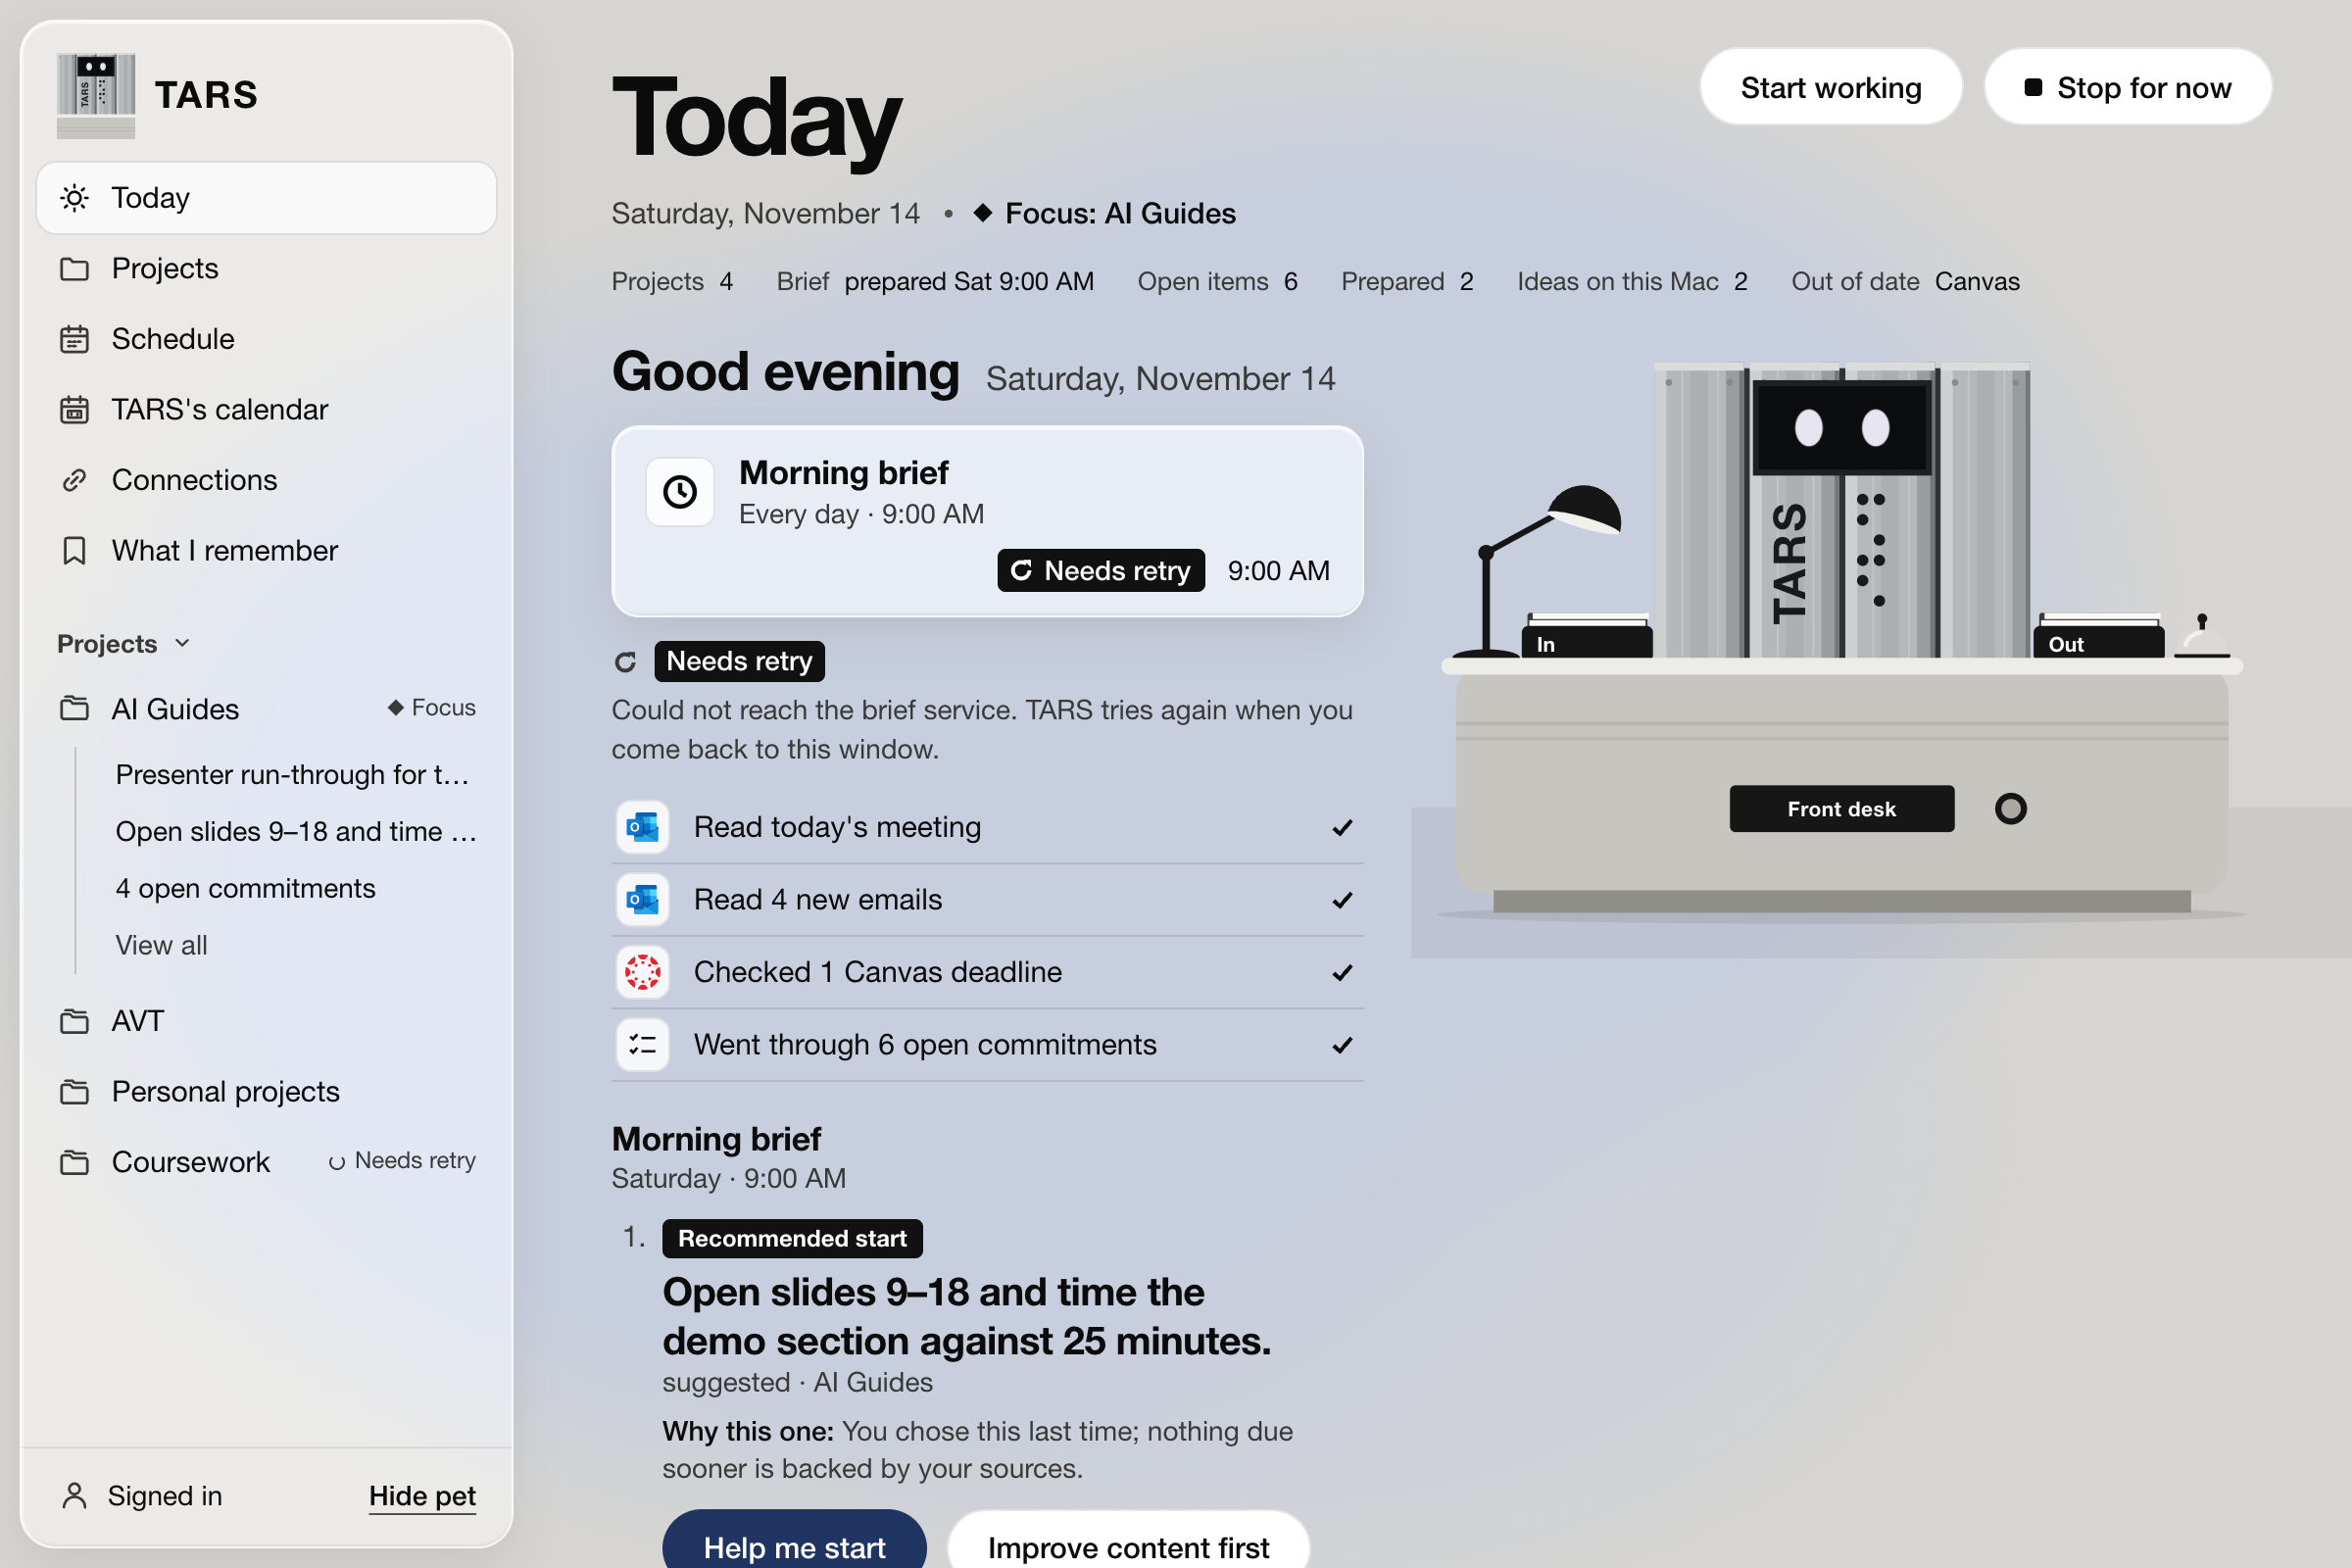 TARS
TARS
Today
Projects
Schedule
TARS's calendar
Connections
What I remember
Projects
AI Guides
Focus
Presenter run-through for t…
Open slides 9–18 and time …
4 open commitments
View all
AVT
Personal projects
Coursework
Needs retry
Signed in
Hide pet
Today
Start working
Stop for now
Saturday, November 14 • Focus: AI Guides
Projects 4 Brief prepared Sat 9:00 AM Open items 6 Prepared 2 Ideas on this Mac 2 Out of date Canvas
Good evening Saturday, November 14
Morning brief
Every day · 9:00 AM
Needs retry 9:00 AM
Needs retry
Could not reach the brief service. TARS tries again when you
come back to this window.
Read today's meeting
Read 4 new emails
Checked 1 Canvas deadline
Went through 6 open commitments
Morning brief
Saturday · 9:00 AM
1. Recommended start
Open slides 9–18 and time the
demo section against 25 minutes.
suggested · AI Guides
Why this one: You chose this last time; nothing due
sooner is backed by your sources.
Help me start
Improve content first
TARS
In
Out
Front desk